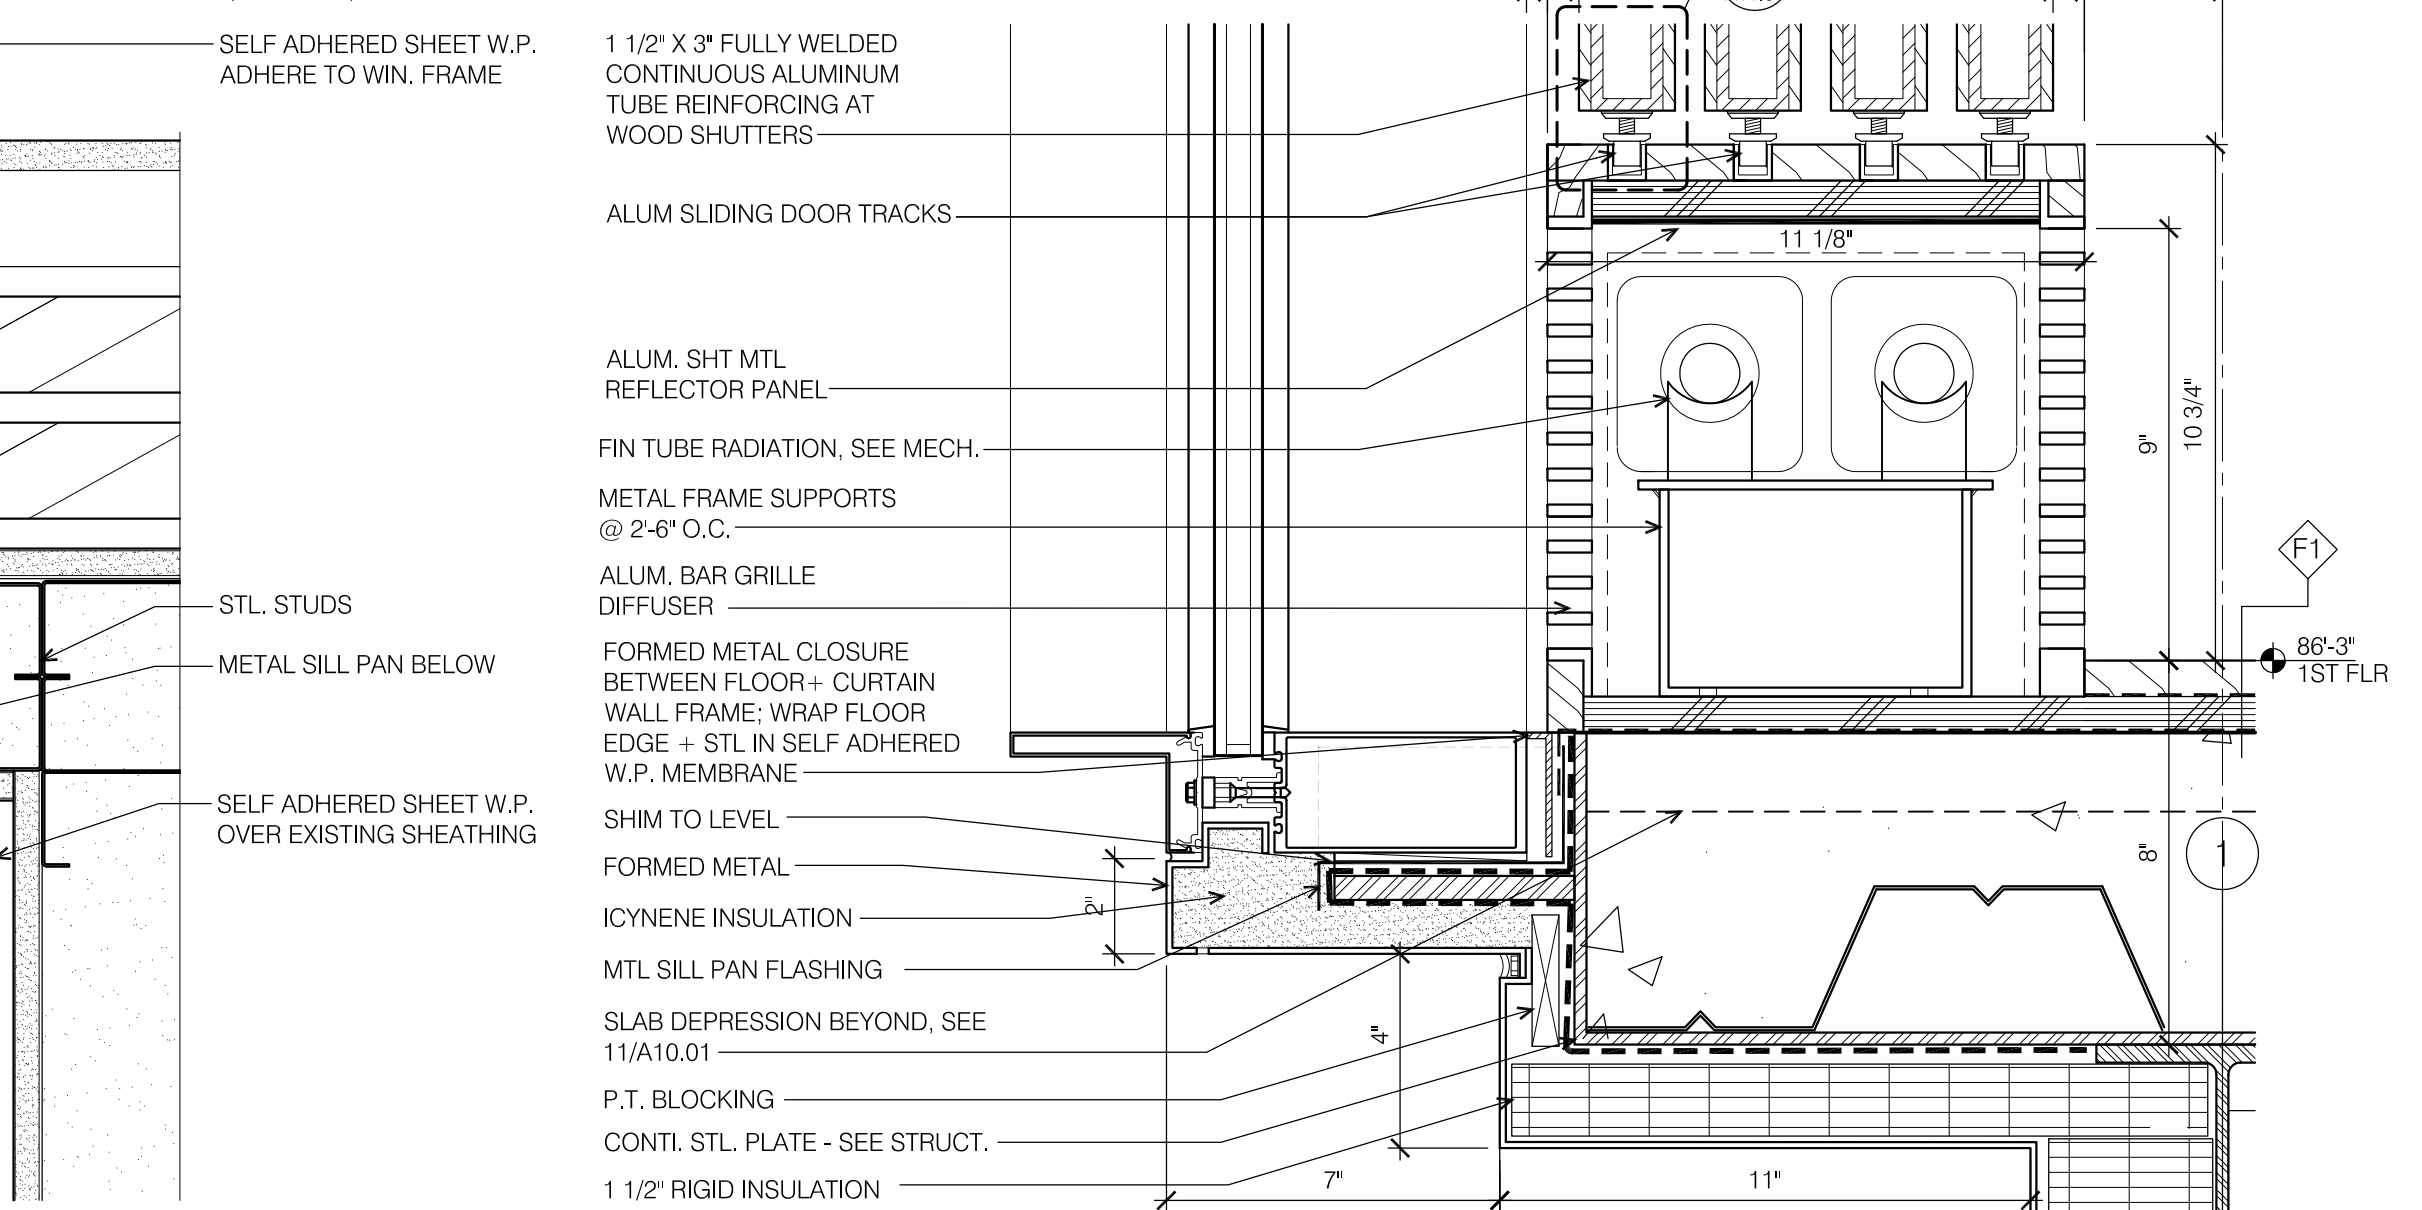 SELF ADHERED SHEET W.P.
ADHERE TO WIN. FRAME
STL. STUDS
METAL SILL PAN BELOW
SELF ADHERED SHEET W.P.
OVER EXISTING SHEATHING
1 1/2" X 3" FULLY WELDED
CONTINUOUS ALUMINUM
TUBE REINFORCING AT
WOOD SHUTTERS
ALUM SLIDING DOOR TRACKS
ALUM. SHT MTL
REFLECTOR PANEL
FIN TUBE RADIATION, SEE MECH.
METAL FRAME SUPPORTS
@ 2'-6" O.C.
ALUM. BAR GRILLE
DIFFUSER
FORMED METAL CLOSURE
BETWEEN FLOOR+ CURTAIN
WALL FRAME; WRAP FLOOR
EDGE + STL IN SELF ADHERED
W.P. MEMBRANE
SHIM TO LEVEL
FORMED METAL
ICYNENE INSULATION
MTL SILL PAN FLASHING
SLAB DEPRESSION BEYOND, SEE
11/A10.01
P.T. BLOCKING
CONTI. STL. PLATE - SEE STRUCT.
1 1/2" RIGID INSULATION
11 1/8"
9"
10 3/4"
F1
86'-3"
1ST FLR
8"
1
2"
4"
7"
11"